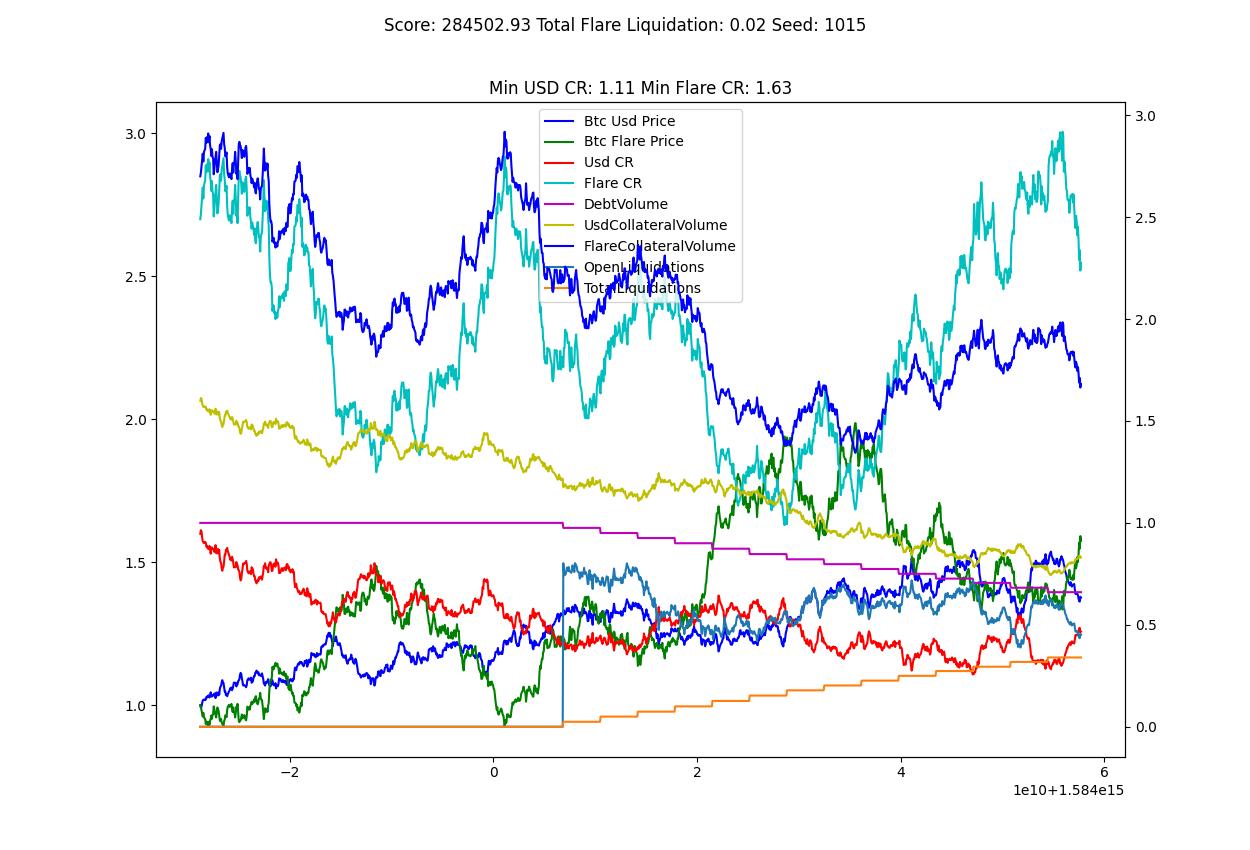 Score: 284502.93 Total Flare Liquidation: 0.02 Seed: 1015
Min USD CR: 1.11 Min Flare CR: 1.63
Btc Usd Price
Btc Flare Price
Usd CR
Flare CR
DebtVolume
UsdCollateralVolume
FlareCollateralVolume
OpenLiquidations
TotalLiquidations
3.0
2.5
2.0
1.5
1.0
3.0
2.5
2.0
1.5
1.0
0.5
0.0
−2 0 2 4 6
1e10+1.584e15